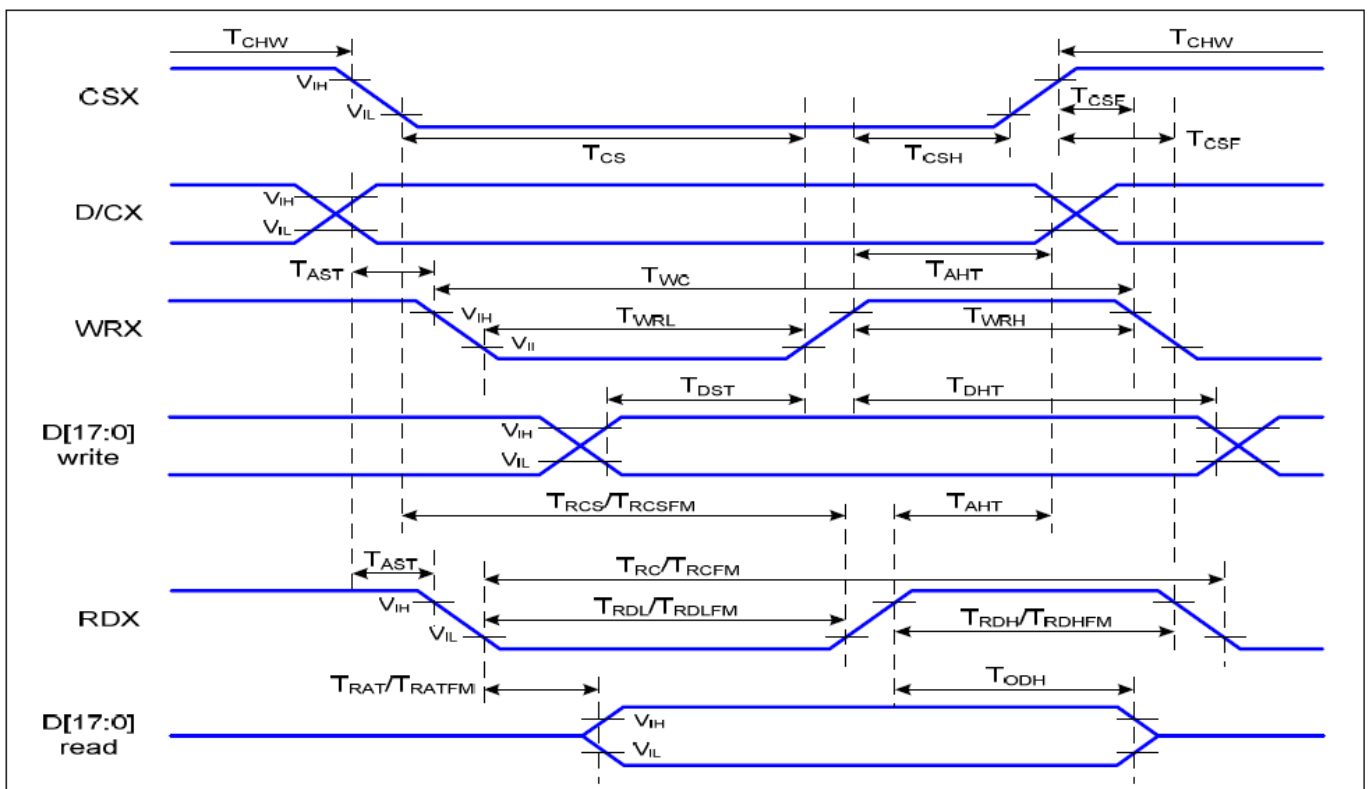 TCHW TCHW
CSX VIH
VIL
TCSF
TCSF
TCS TCSH
D/CX VIH
VIL
TAST TWC TAHT
WRX VIH
TWRL TWRH
VIL
TDST TDHT
D[17:0]
write
VIH
VIL
TRCS/TRCSFM TAHT
TAST TRC/TRCFM
RDX VIH
TRDL/TRDLFM TRDH/TRDHFM
VIL
TRAT/TRATFM TODH
D[17:0]
read
VIH
VIL